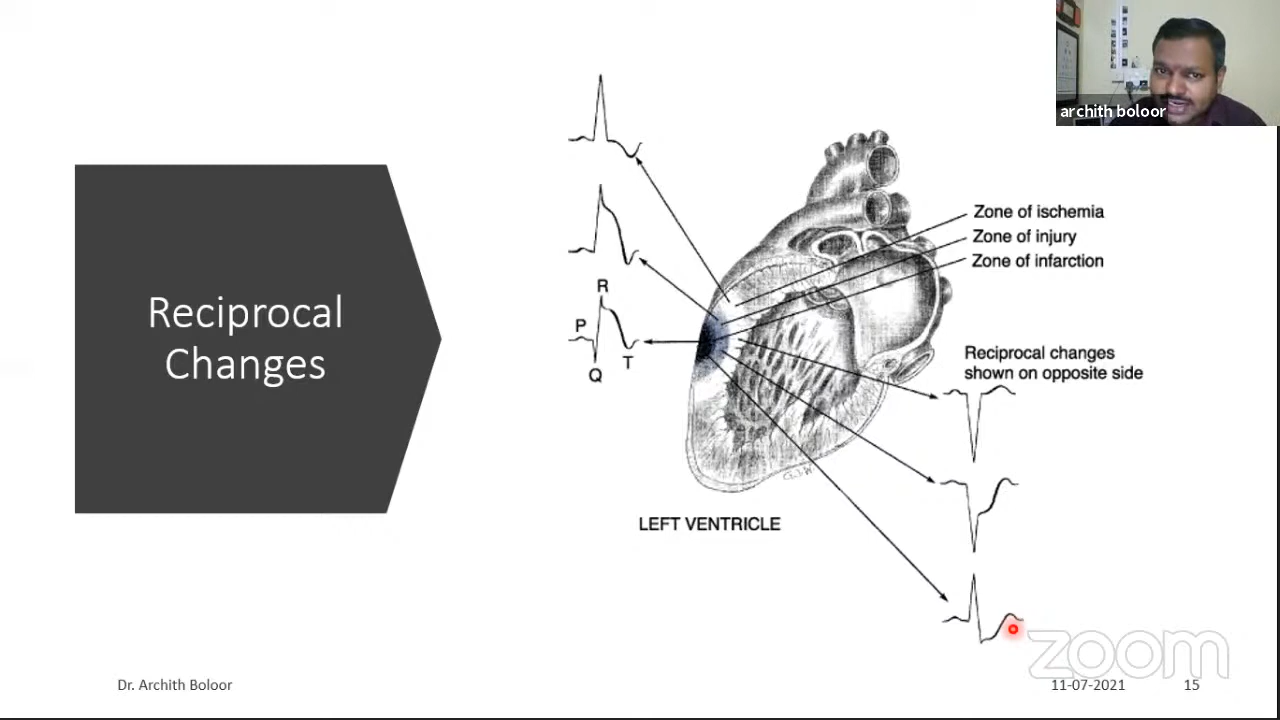 archith boloor
Reciprocal
Changes
Zone of ischemia
Zone of injury
Zone of infarction
R
P
Q
T
Reciprocal changes
shown on opposite side
LEFT VENTRICLE
zoom
Dr. Archith Boloor
11-07-2021
15